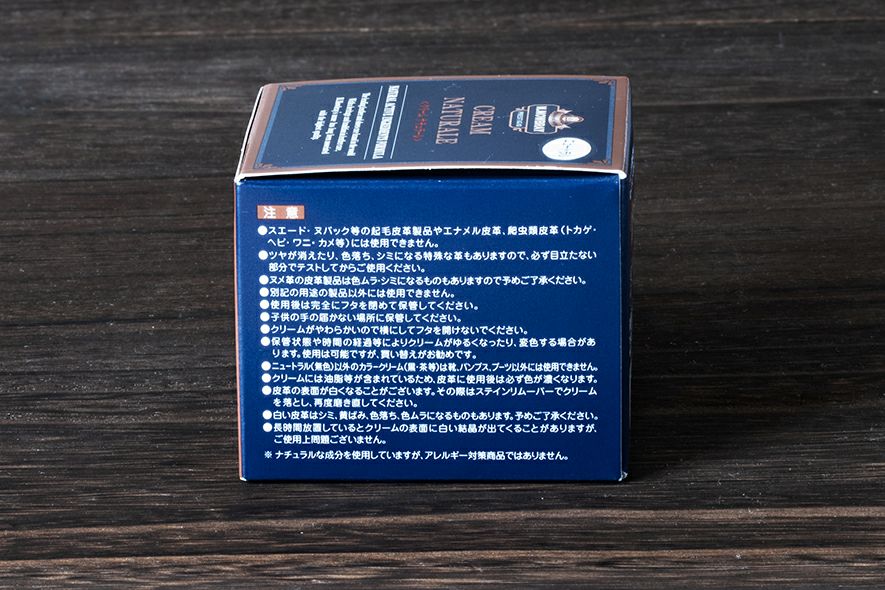 CREAM
NATURALE
注意
●スエード・ヌバック等の起毛皮革製品やエナメル皮革、爬虫類皮革(トカゲ・
ヘビ・ワニ・カメ等)には使用できません。
●ツヤが消えたり、色落ち、シミになる特殊な革もありますので、必ず目立たない
部分でテストしてからご使用ください。
●ヌメ革の皮革製品は色ムラ・シミになるものもありますので予めご了承ください。
●別記の用途の製品以外には使用できません。
●使用後は完全にフタを閉めて保管してください。
●子供の手の届かない場所に保管してください。
●クリームがやわらかいので横にしてフタを開けないでください。
●保管状態や時間の経過等によりクリームがゆるくなったり、変色する場合があ
ります。使用は可能ですが、買い替えがお勧めです。
●ニュートラル(無色)以外のカラークリーム(黒・茶等)は靴、パンプス、ブーツ以外には使用できません。
●クリームには油脂等が含まれているため、皮革に使用後は必ず色が濃くなります。
●皮革の表面が白くなることがございます。その際はステインリムーバーでクリーム
を落とし、再度磨き直してください。
●白い皮革はシミ、黄ばみ、色落ち、色ムラになるものもあります。予めご了承ください。
●長時間放置しているとクリームの表面に白い結晶が出てくることがありますが、
ご使用上問題ございません。
※ナチュラルな成分を使用していますが、アレルギー対策商品ではありません。